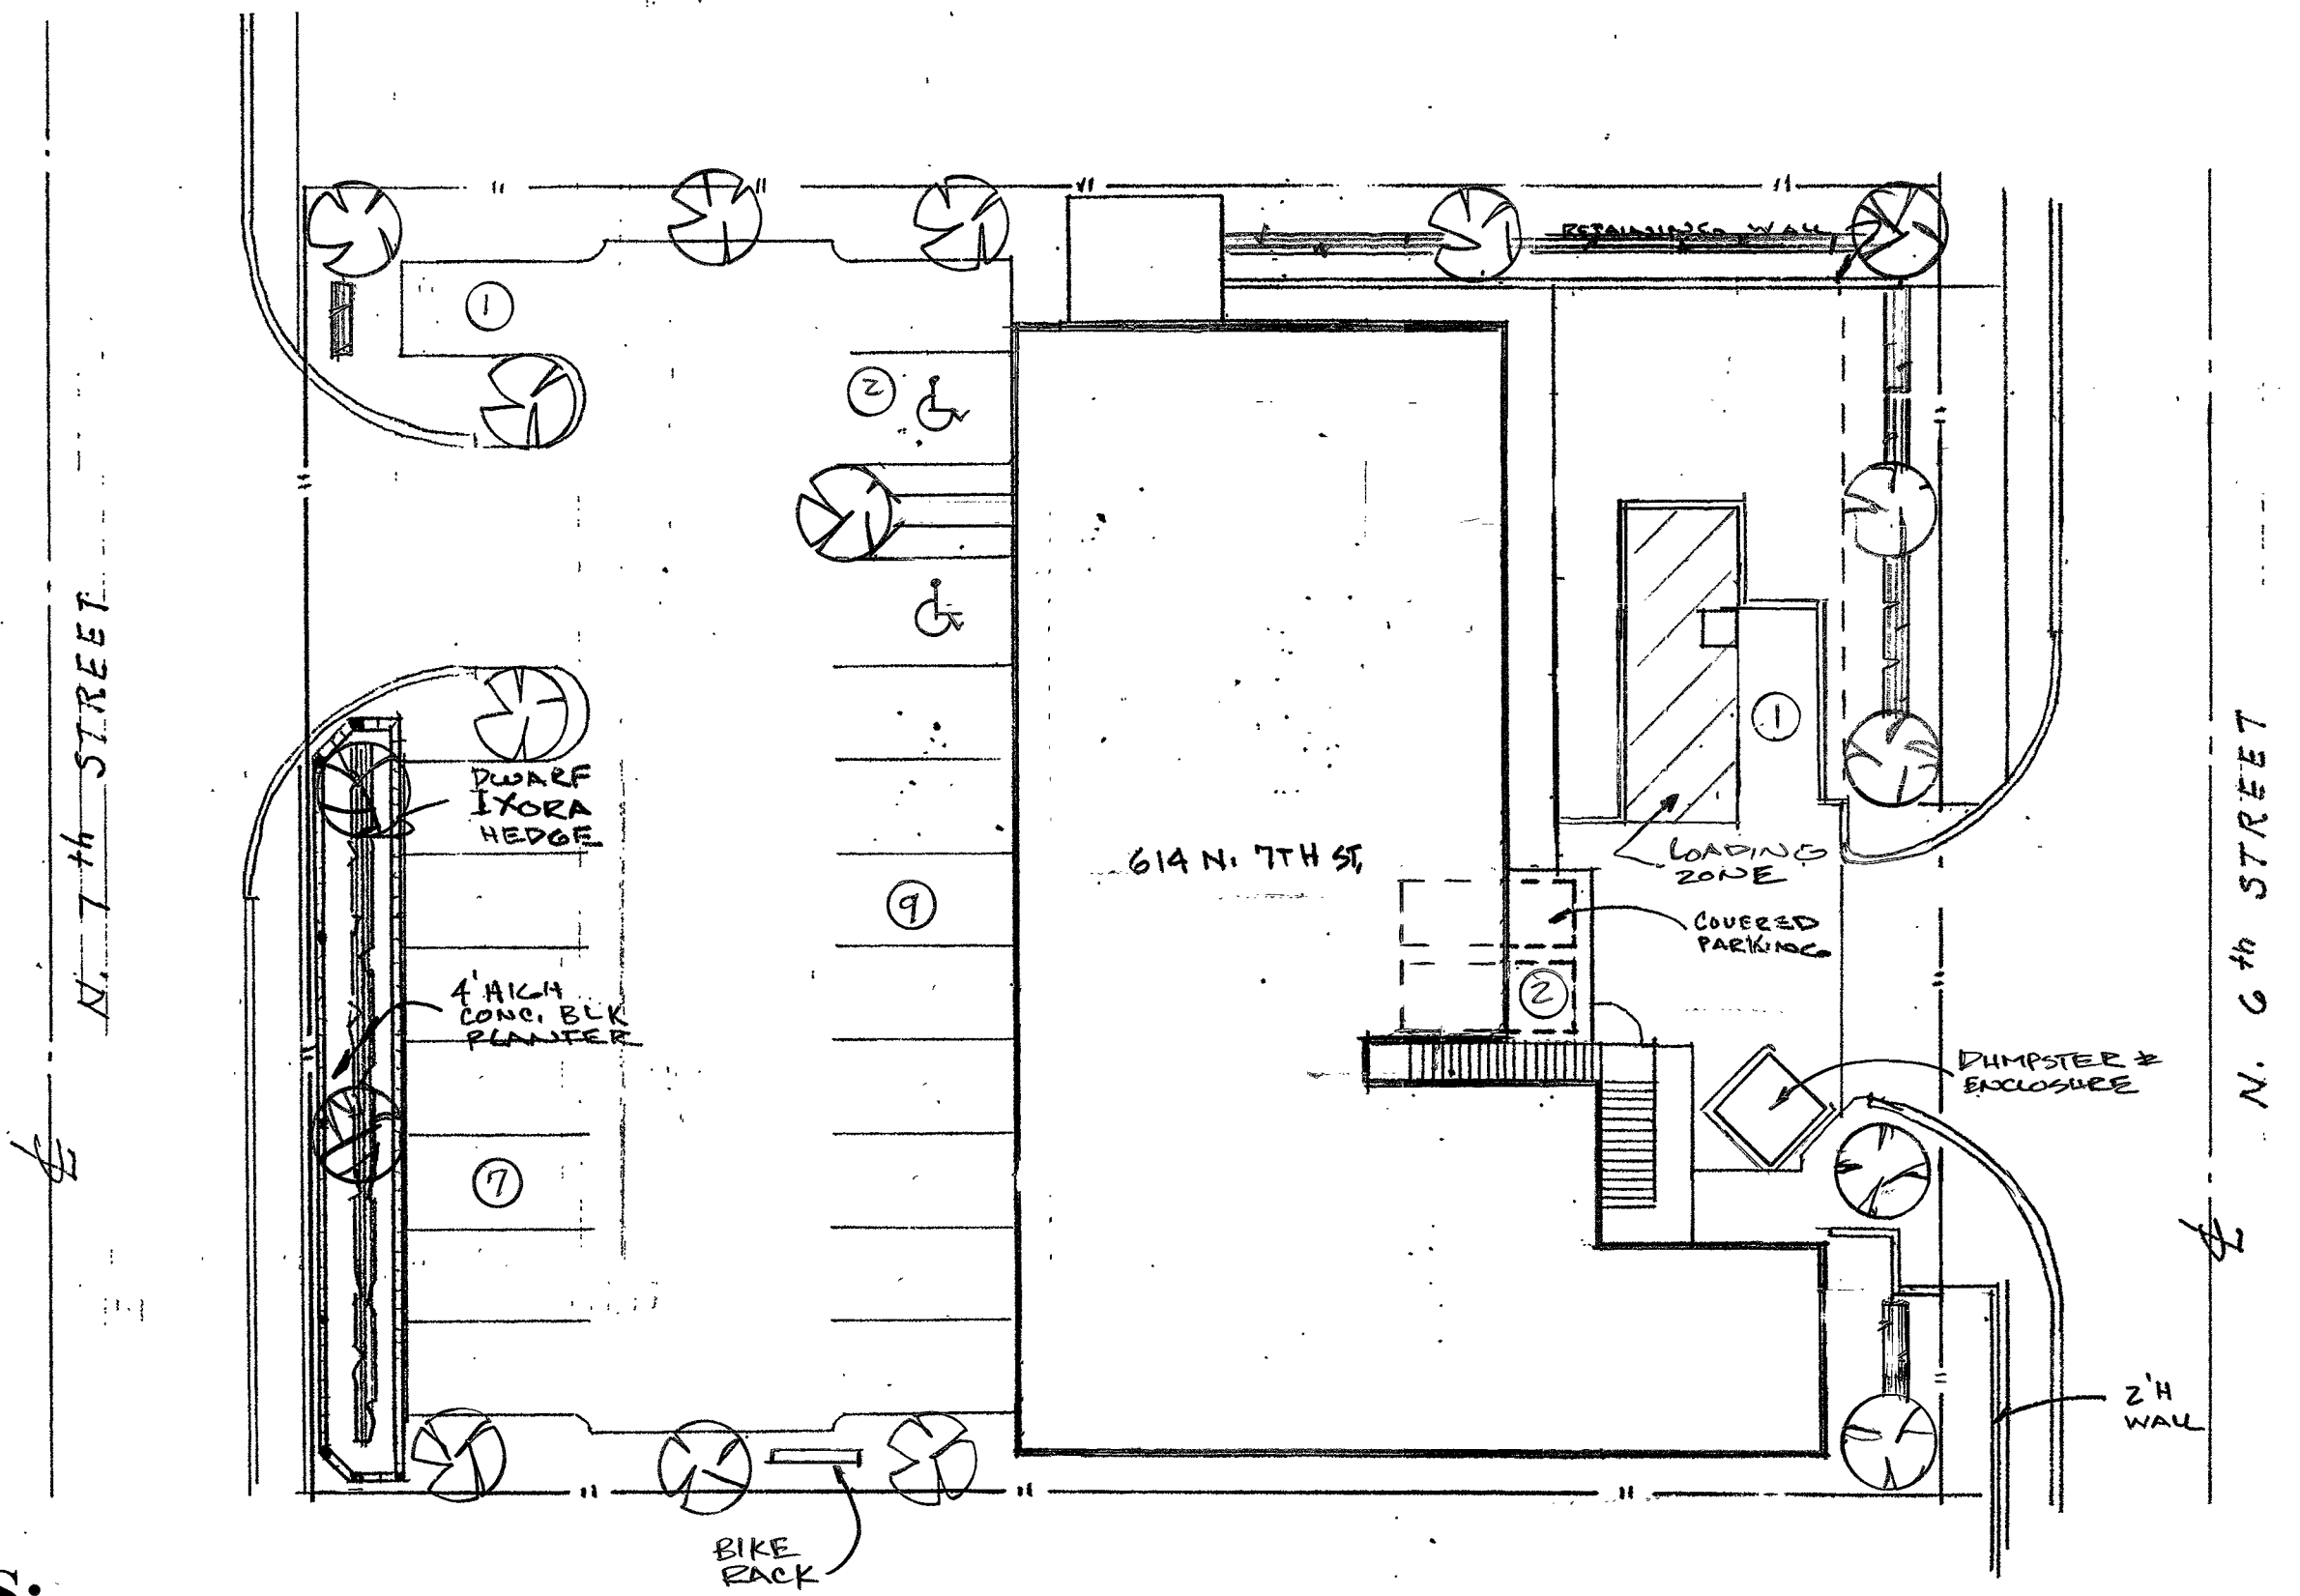 RETAINING WALL
1
2
N. 7th STREET
DWARF
IXORA
HEDGE
614 N. 7TH ST.
9
1
LOADING
ZONE
COVERED
PARKING
2
4' HIGH
CONC. BLK
PLANTER
7
DUMPSTER &
ENCLOSURE
N. 6th STREET
2'H
WALL
BIKE
RACK